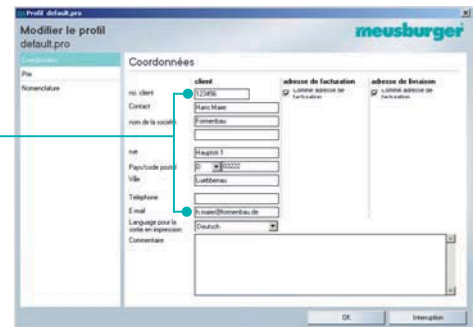 Profil default.pro
Modifier le profil
default.pro
meusburger
Coordonnées
Prix
Nomenclature
Coordonnées
client
adresse de facturation
adresse de livraison
no. client
123456
Comme adresse de facturation
Comme adresse de facturation
Contact
Hans Maier
nom de la société
Formenbau
rue
Hauptstr.1
Pays/code postal
D
03222
Ville
Luebbenau
Telephone
E-mail
h.maier@formenbau.de
Language pour la
sortie en impression
Deutsch
Commentaire
OK
Interruption